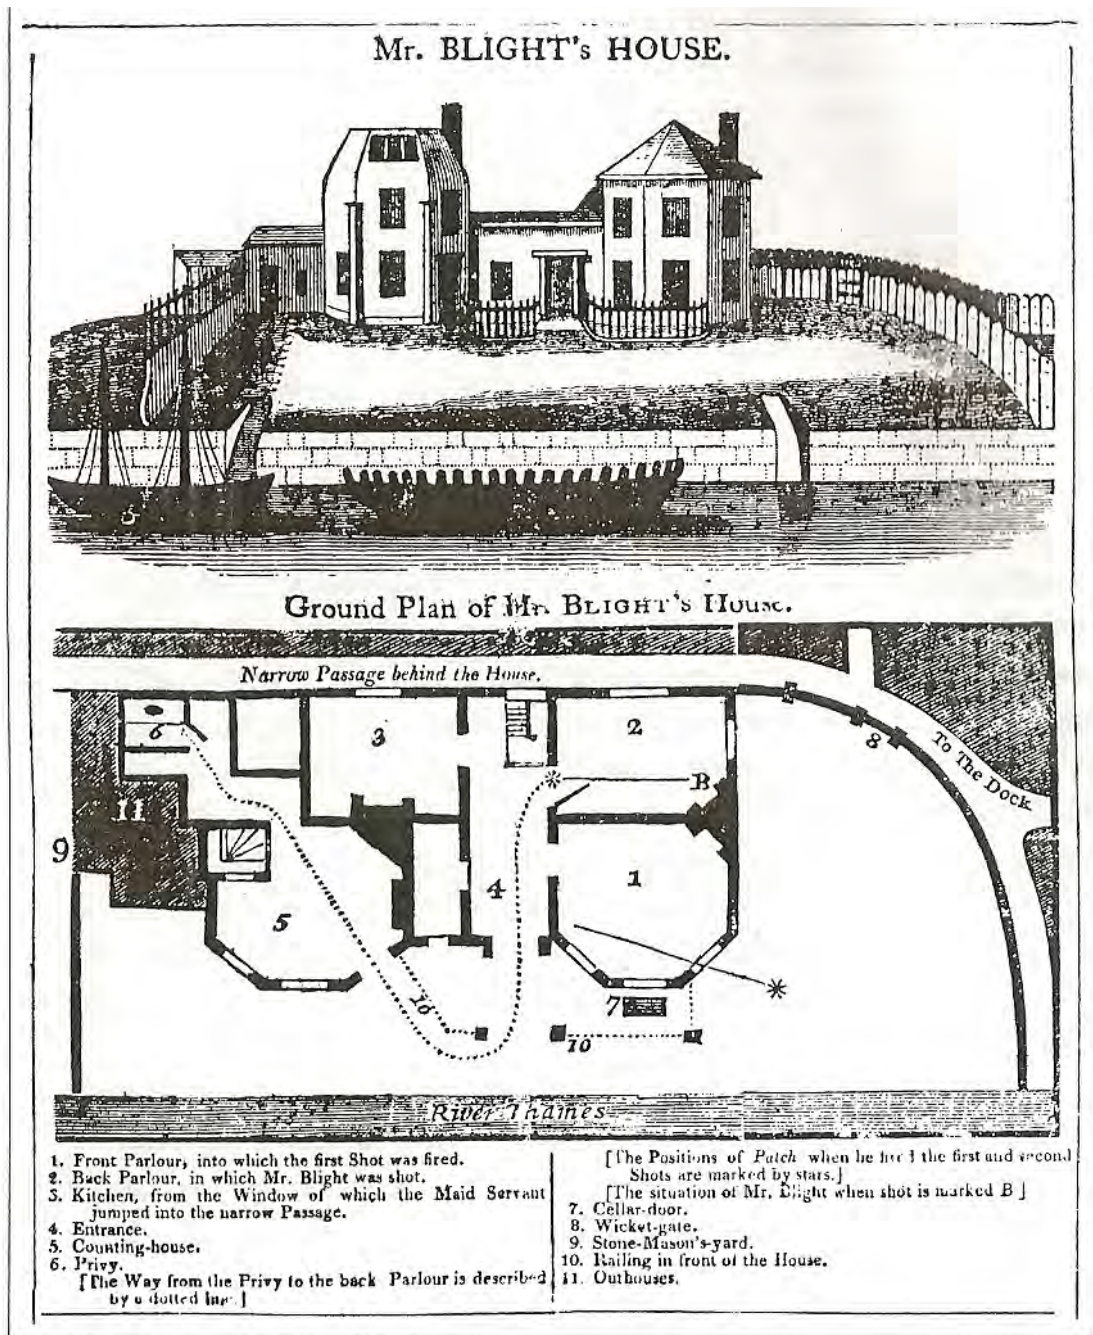 Mr. BLIGHT's HOUSE.
Ground Plan of Mr. BLIGHT's House.
Narrow Passage behind the House.
6
3
2
B
8
To The Dock
11
9
5
4
1
10
7
10
River Thames
1. Front Parlour, into which the first Shot was fired.
2. Back Parlour, in which Mr. Blight was shot.
3. Kitchen, from the Window of which the Maid Servant
jumped into the narrow Passage.
4. Entrance.
5. Counting-house.
6. Privy.
[The Way from the Privy to the back Parlour is described
by a dotted line.]
[The Positions of Patch when he fired the first and second
Shots are marked by stars.]
[The situation of Mr. Blight when shot is marked B]
7. Cellar-door.
8. Wicket-gate.
9. Stone-Mason's-yard.
10. Railing in front of the House.
11. Outhouses.